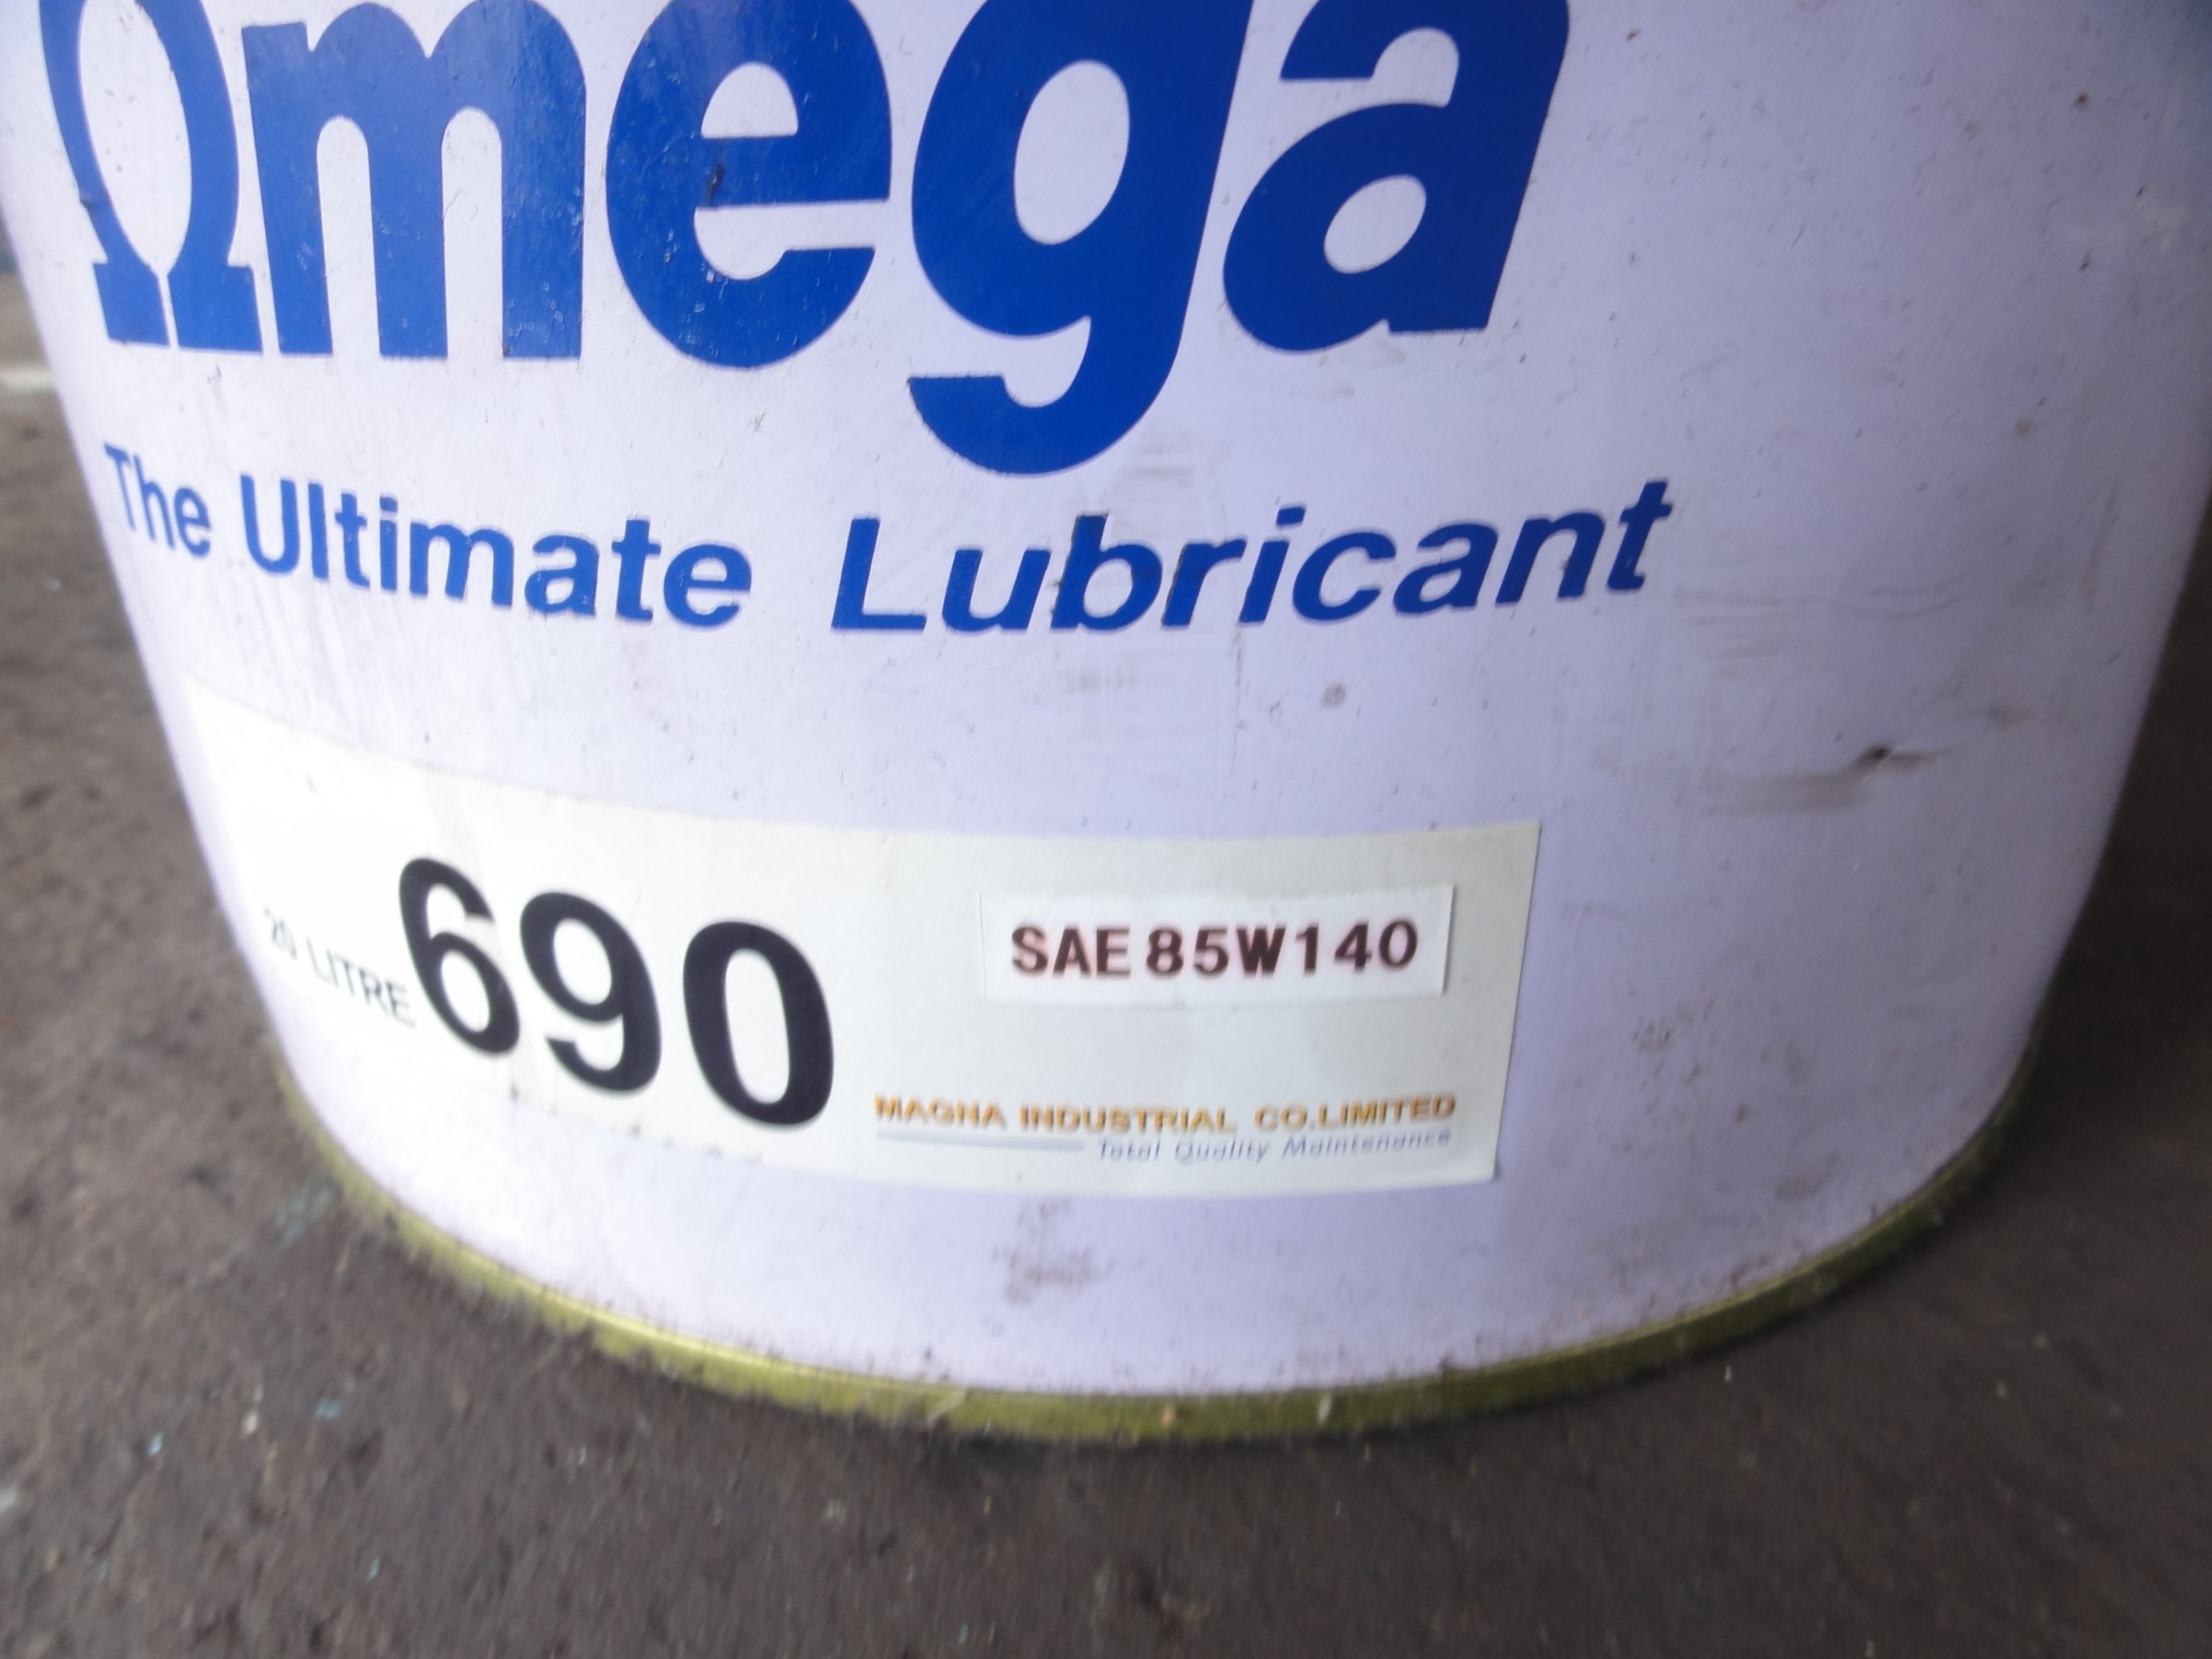 Ωmega
The Ultimate Lubricant
20 LITRE 690 SAE 85W140
MAGNA INDUSTRIAL CO.LIMITED
Total Quality Maintenance